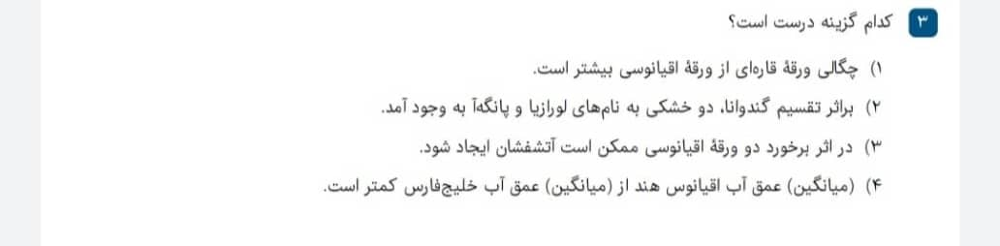 ۳ کدام گزینه درست است؟
۱) چگالی ورقهٔ قاره‌ای از ورقهٔ اقیانوسی بیشتر است.
۲) براثر تقسیم گندوانا، دو خشکی به نام‌های لورازیا و پانگه‌آ به وجود آمد.
۳) در اثر برخورد دو ورقهٔ اقیانوسی ممکن است آتشفشان ایجاد شود.
۴) (میانگین) عمق آب اقیانوس هند از (میانگین) عمق آب خلیج‌فارس کمتر است.